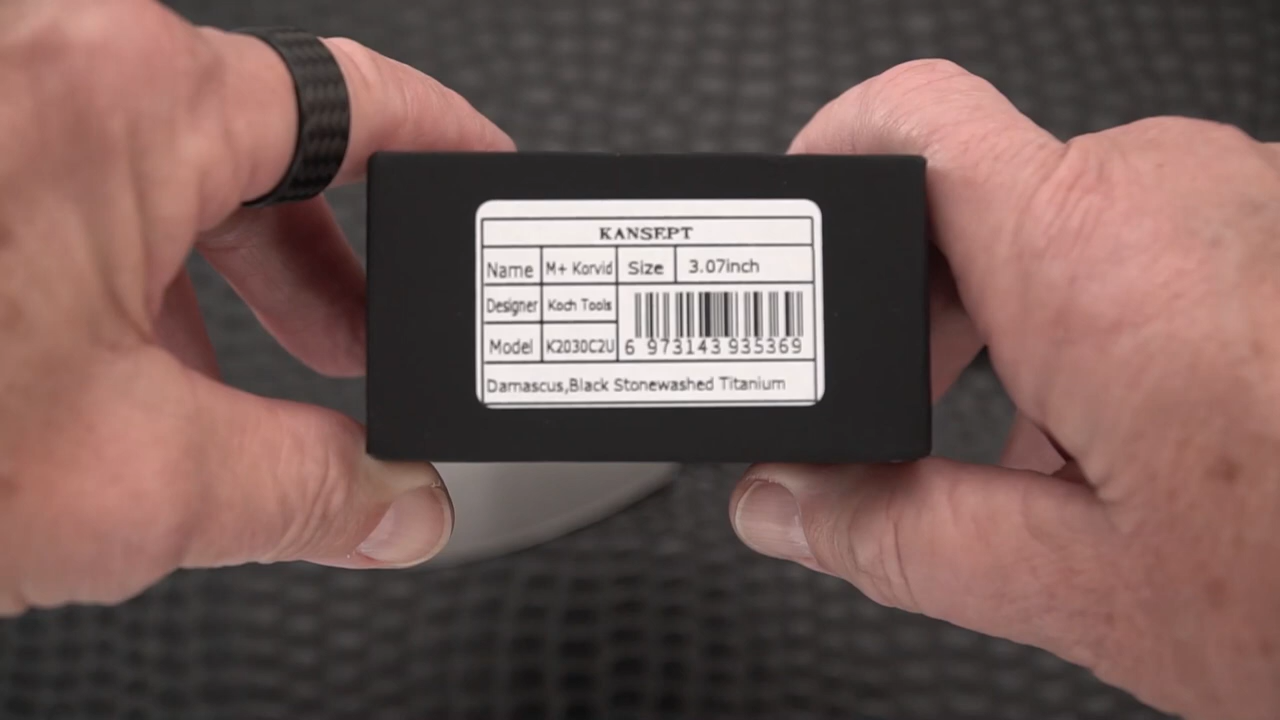 KANSEPT
Name M+ Korvid Size 3.07inch
Designer Koch Tools
Model K2030C2U 6 973143 935369
Damascus,Black Stonewashed Titanium